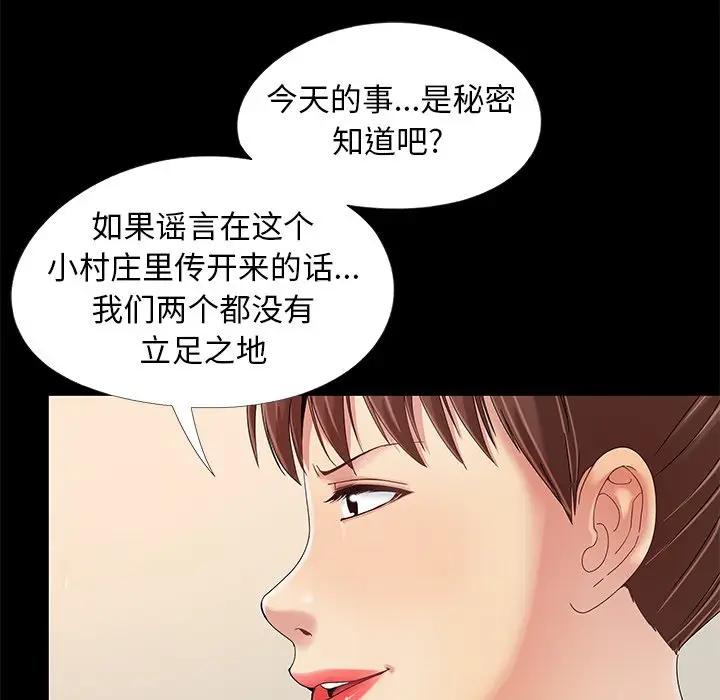 今天的事...是秘密
知道吧?
如果谣言在这个
小村庄里传开来的话...
我们两个都没有
立足之地